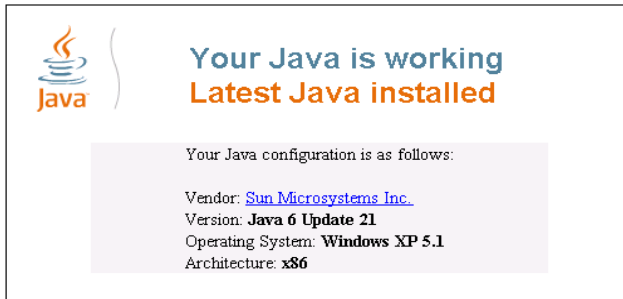 Java
Your Java is working
Latest Java installed
Your Java configuration is as follows:
Vendor: Sun Microsystems Inc.
Version: Java 6 Update 21
Operating System: Windows XP 5.1
Architecture: x86